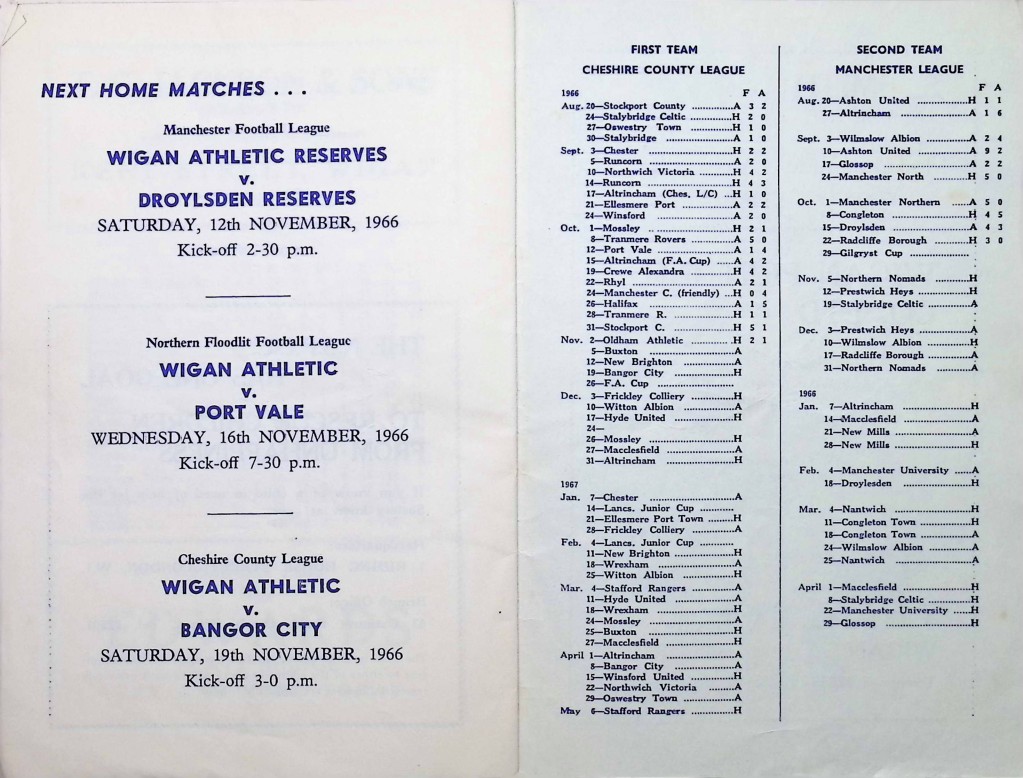 NEXT HOME MATCHES . . .
Manchester Football League
WIGAN ATHLETIC RESERVES
v.
DROYLSDEN RESERVES
SATURDAY, 12th NOVEMBER, 1966
Kick-off 2-30 p.m.
Northern Floodlit Football League
WIGAN ATHLETIC
v.
PORT VALE
WEDNESDAY, 16th NOVEMBER, 1966
Kick-off 7-30 p.m.
Cheshire County League
WIGAN ATHLETIC
v.
BANGOR CITY
SATURDAY, 19th NOVEMBER, 1966
Kick-off 3-0 p.m.
FIRST TEAM
CHESHIRE COUNTY LEAGUE
1966 F A
Aug. 20—Stockport County ...............A 3 2
24—Stalybridge Celtic ...............H 2 0
27—Oswestry Town ..................H 1 0
30—Stalybridge ........................A 1 0
Sept. 3—Chester ...........................H 2 2
5—Runcorn ...........................A 2 0
10—Northwich Victoria ............H 4 2
14—Runcorn ...........................H 4 3
17—Altrincham (Ches. L/C) ...H 1 0
21—Ellesmere Port ..................A 2 2
24—Winsford ...........................A 2 0
Oct. 1—Mossley .. .....................H 2 1
8—Tranmere Rovers ...............A 5 0
12—Port Vale ........................A 1 4
15—Altrincham (F.A. Cup) ......A 4 2
19—Crewe Alexandra ...............H 4 2
22—Rhyl .................................A 2 1
24—Manchester C. (friendly) ...H 0 4
26—Halifax ...........................A 1 5
28—Tranmere R. .....................H 1 1
31—Stockport C. .....................H 5 1
Nov. 2—Oldham Athletic ...............H 2 1
5—Buxton ..............................A
12—New Brighton ..................A
19—Bangor City .....................H
26—F.A. Cup ........................
Dec. 3—Frickley Colliery ...............H
10—Witton Albion ..................A
17—Hyde United .....................H
24—
26—Mossley ...........................H
27—Macclesfield .....................A
31—Altrincham .....................H
1967
Jan. 7—Chester ...........................A
14—Lancs. Junior Cup ............
21—Ellesmere Port Town .........H
28—Frickley Colliery ...............A
Feb. 4—Lancs. Junior Cup ............
11—New Brighton ..................H
18—Wrexham ........................A
25—Witton Albion ..................H
Mar. 4—Stafford Rangers ...............A
11—Hyde United .....................A
18—Wrexham ........................H
24—Mossley ...........................A
25—Buxton ...........................H
27—Macclesfield .....................H
April 1—Altrincham .....................A
8—Bangor City .....................A
15—Winsford United ...............H
22—Northwich Victoria .........A
29—Oswestry Town ...............A
May 6—Stafford Rangers ...............H
SECOND TEAM
MANCHESTER LEAGUE
1966 F A
Aug. 20—Ashton United ..................H 1 1
27—Altrincham .....................A 1 6
Sept. 3—Wilmslow Albion ...............A 2 4
10—Ashton United ..................A 9 2
17—Glossop ...........................A 2 2
24—Manchester North ............H 5 0
Oct. 1—Manchester Northern .........A 5 0
8—Congleton ........................H 4 5
15—Droylsden ........................A 4 3
22—Radcliffe Borough ............H 3 0
29—Gilgryst Cup ..................
Nov. 5—Northern Nomads ...............H
12—Prestwich Heys ..................H
19—Stalybridge Celtic ...............A
Dec. 3—Prestwich Heys ..................A
10—Wilmslow Albion ...............H
17—Radcliffe Borough ...............A
31—Northern Nomads ...............A
1966
Jan. 7—Altrincham .....................H
14—Macclesfield .....................A
21—New Mills ........................A
28—New Mills ........................H
Feb. 4—Manchester University ......A
18—Droylesden .....................H
Mar. 4—Nantwich ........................H
11—Congleton Town ...............H
18—Congleton Town ...............A
24—Wilmslow Albion ...............A
25—Nantwich ........................A
April 1—Macclesfield .....................H
8—Stalybridge Celtic ...............H
22—Manchester University ......H
29—Glossop ...........................H